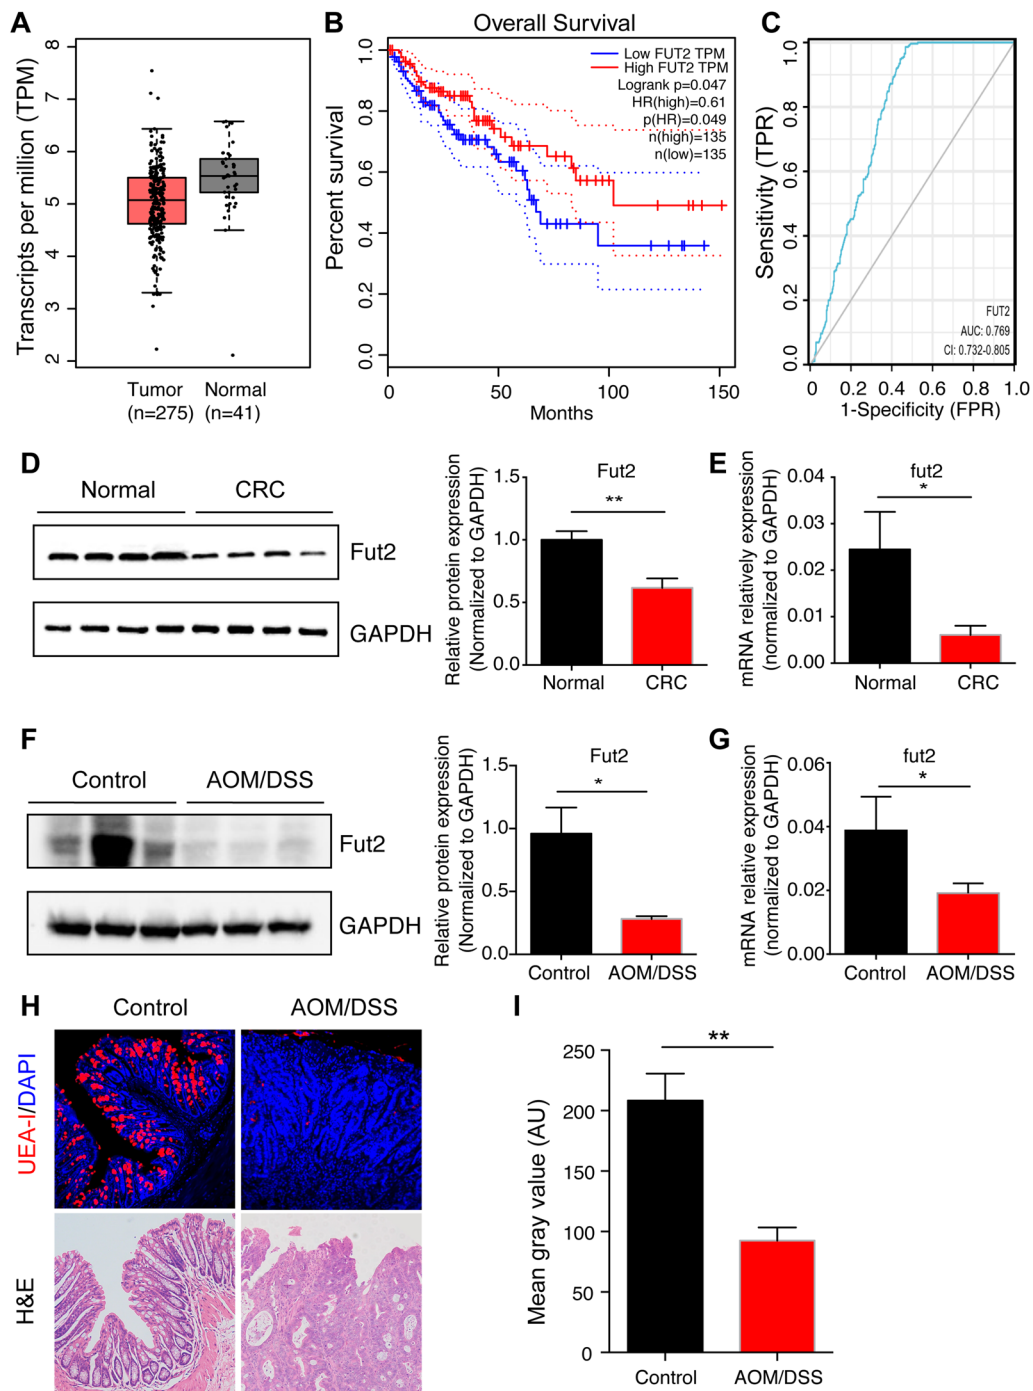 A
Transcripts per million (TPM)
8
7
6
5
4
3
2
Tumor
(n=275)
Normal
(n=41)
B
Overall Survival
Percent survival
1.0
0.8
0.6
0.4
0.2
0.0
Low FUT2 TPM
High FUT2 TPM
Logrank p=0.047
HR(high)=0.61
p(HR)=0.049
n(high)=135
n(low)=135
0
50
100
150
Months
C
Sensitivity (TPR)
1.0
0.8
0.6
0.4
0.2
0.0
FUT2
AUC: 0.769
CI: 0.732-0.805
0
0.2
0.4
0.6
0.8
1.0
1-Specificity (FPR)
D
Normal
CRC
Fut2
GAPDH
Relative protein expression
(Normalized to GAPDH)
Fut2
**
1.5
1.0
0.5
0.0
Normal
CRC
E
mRNA relatively expression
(normalized to GAPDH)
fut2
*
0.04
0.03
0.02
0.01
0.00
Normal
CRC
F
Control
AOM/DSS
Fut2
GAPDH
Relative protein expression
(Normalized to GAPDH)
Fut2
*
1.5
1.0
0.5
0.0
Control
AOM/DSS
G
mRNA relative expression
(normalized to GAPDH)
fut2
*
0.06
0.04
0.02
0.00
Control
AOM/DSS
H
Control
AOM/DSS
UEA-I/DAPI
H&E
I
Mean gray value (AU)
**
250
200
150
100
50
0
Control
AOM/DSS